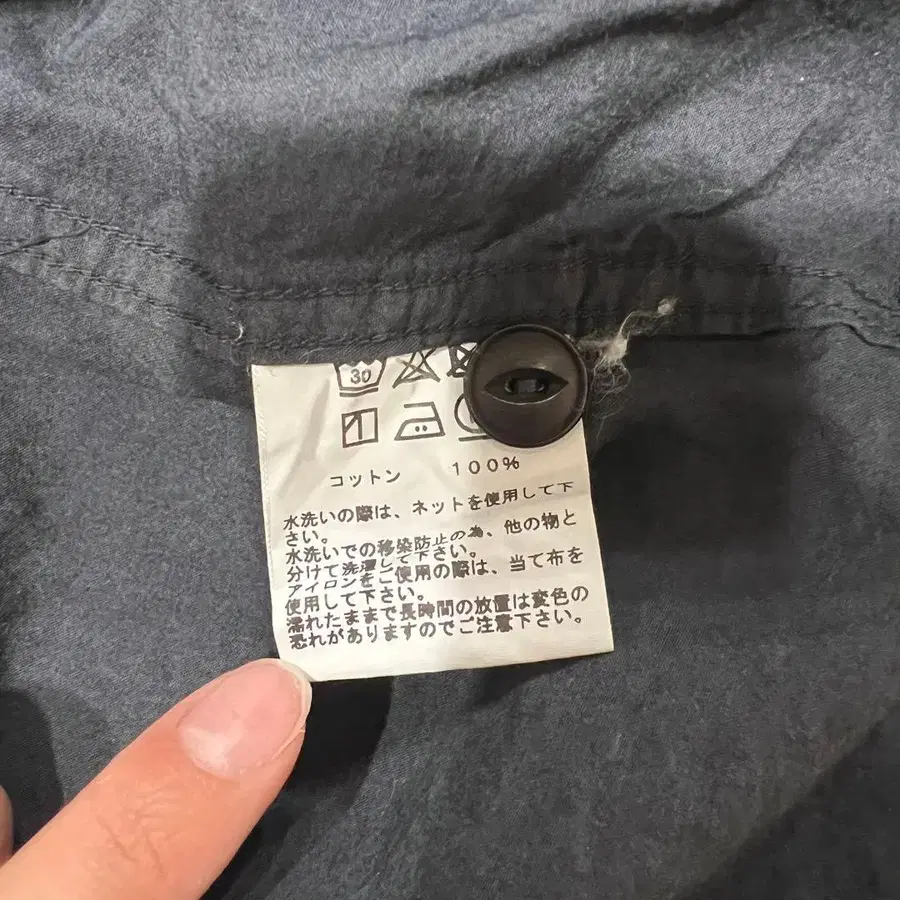 30
コットン 100%
水洗いの際は、ネットを使用して下
さい。
水洗いでの移染防止の為、他の物と
分けて洗濯して下さい。
アイロンをご使用の際は、当て布を
使用して下さい。
濡れたままで長時間の放置は変色の
恐れがありますのでご注意下さい。